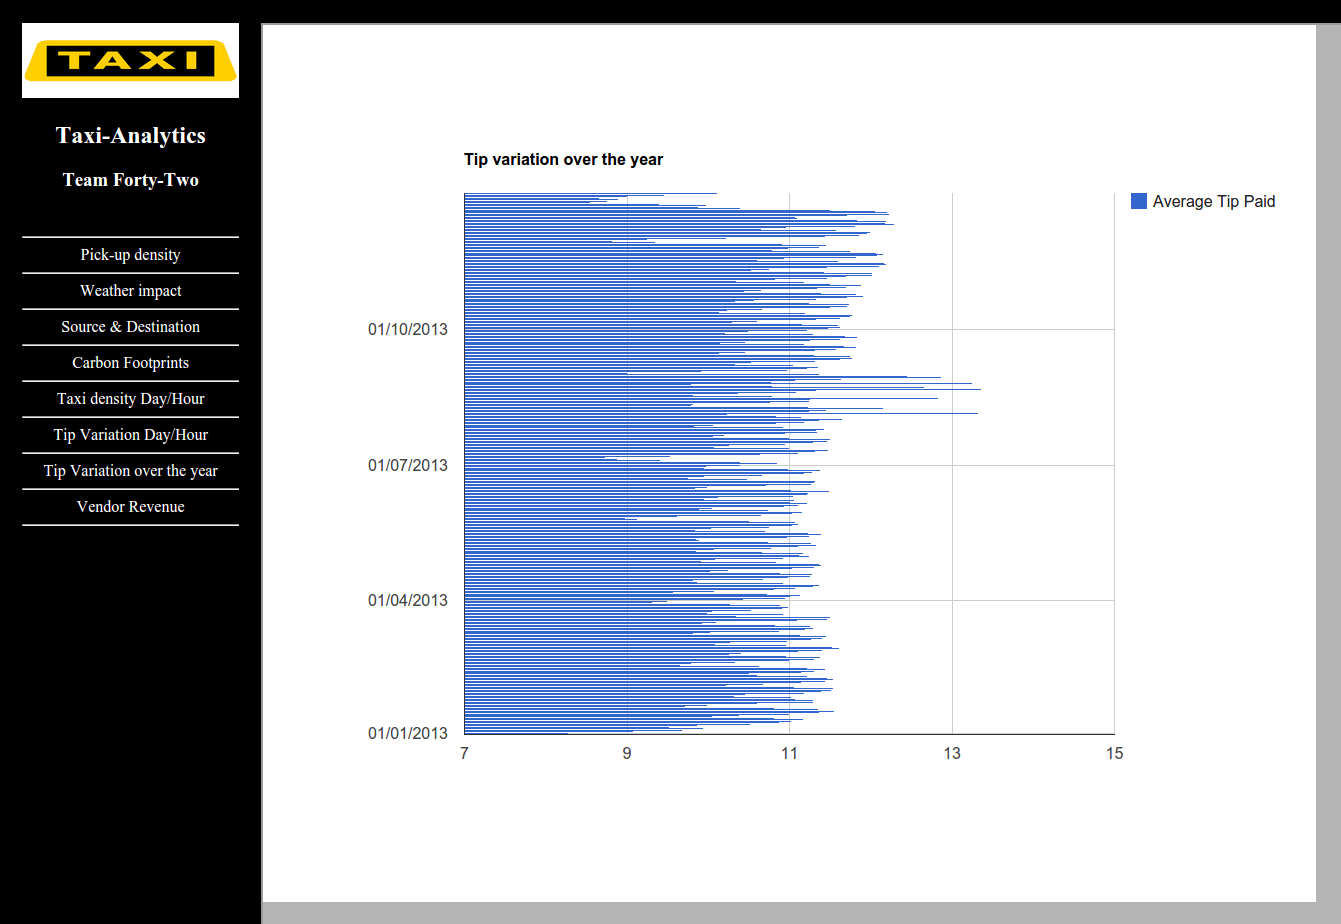 TAXI
Taxi-Analytics
Team Forty-Two
Pick-up density
Weather impact
Source & Destination
Carbon Footprints
Taxi density Day/Hour
Tip Variation Day/Hour
Tip Variation over the year
Vendor Revenue
Tip variation over the year
Average Tip Paid
01/10/2013
01/07/2013
01/04/2013
01/01/2013
7 9 11 13 15